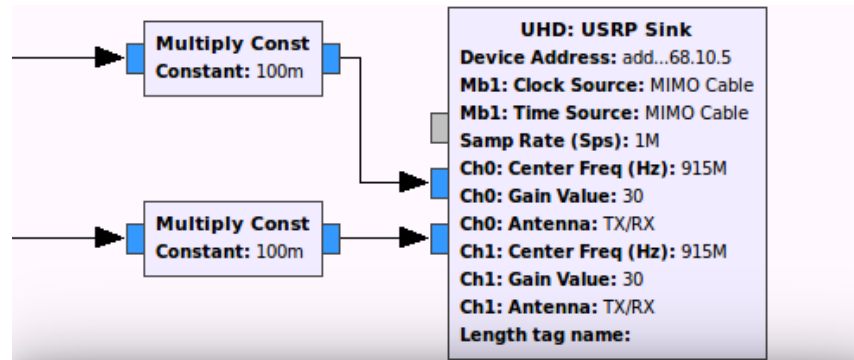 Multiply Const
Constant: 100m
Multiply Const
Constant: 100m
UHD: USRP Sink
Device Address: add...68.10.5
Mb1: Clock Source: MIMO Cable
Mb1: Time Source: MIMO Cable
Samp Rate (Sps): 1M
Ch0: Center Freq (Hz): 915M
Ch0: Gain Value: 30
Ch0: Antenna: TX/RX
Ch1: Center Freq (Hz): 915M
Ch1: Gain Value: 30
Ch1: Antenna: TX/RX
Length tag name: